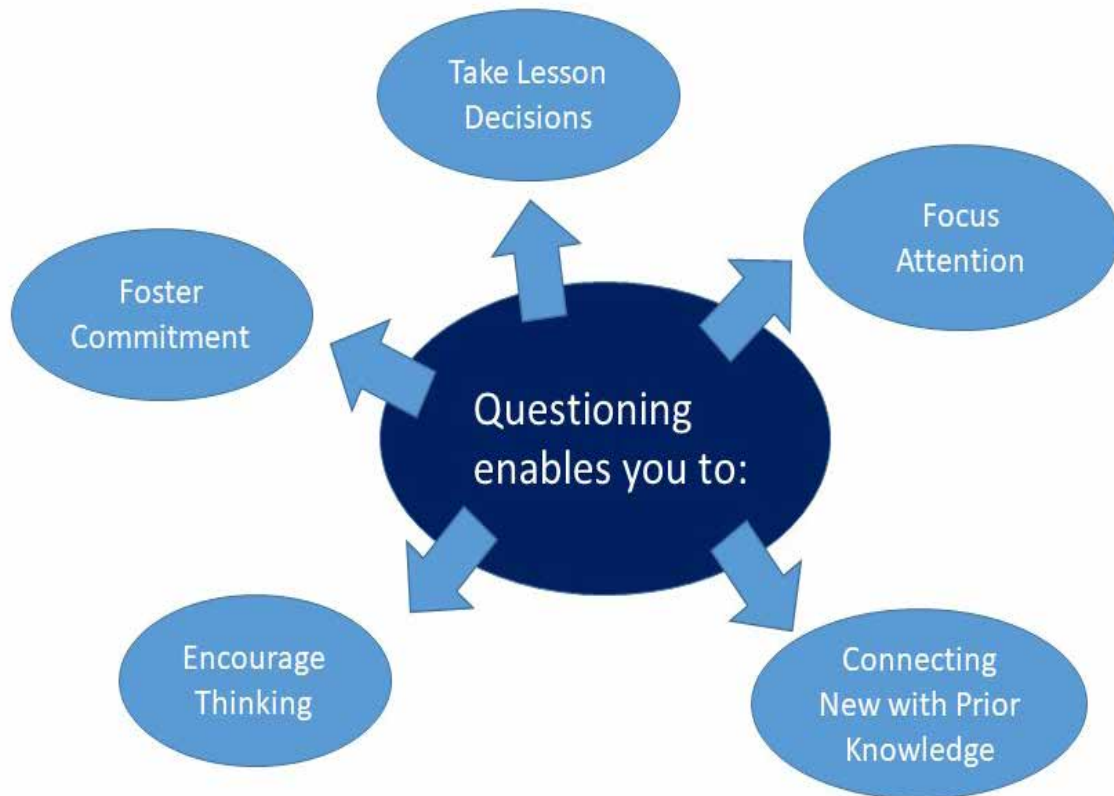 Take Lesson
Decisions
Focus
Attention
Foster
Commitment
Questioning
enables you to:
Encourage
Thinking
Connecting
New with Prior
Knowledge